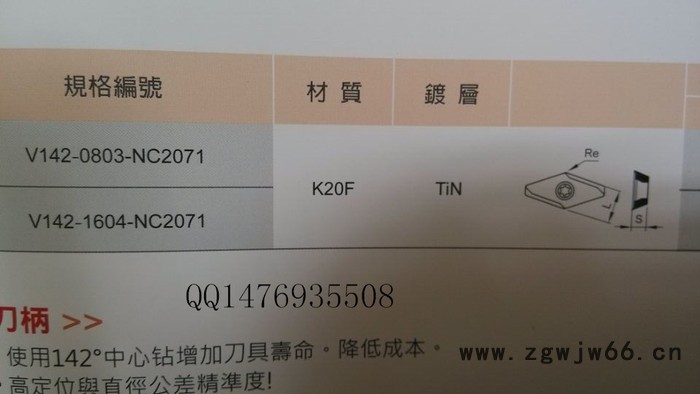 規格編號 材質 鍍層
V142-0803-NC2071
K20F TiN Re L S
V142-1604-NC2071
QQ1476935508
刀柄 >>
使用142°中心钻增加刀具壽命。降低成本。
www.zgwjw66.cn
高定位與直徑公差精準度!